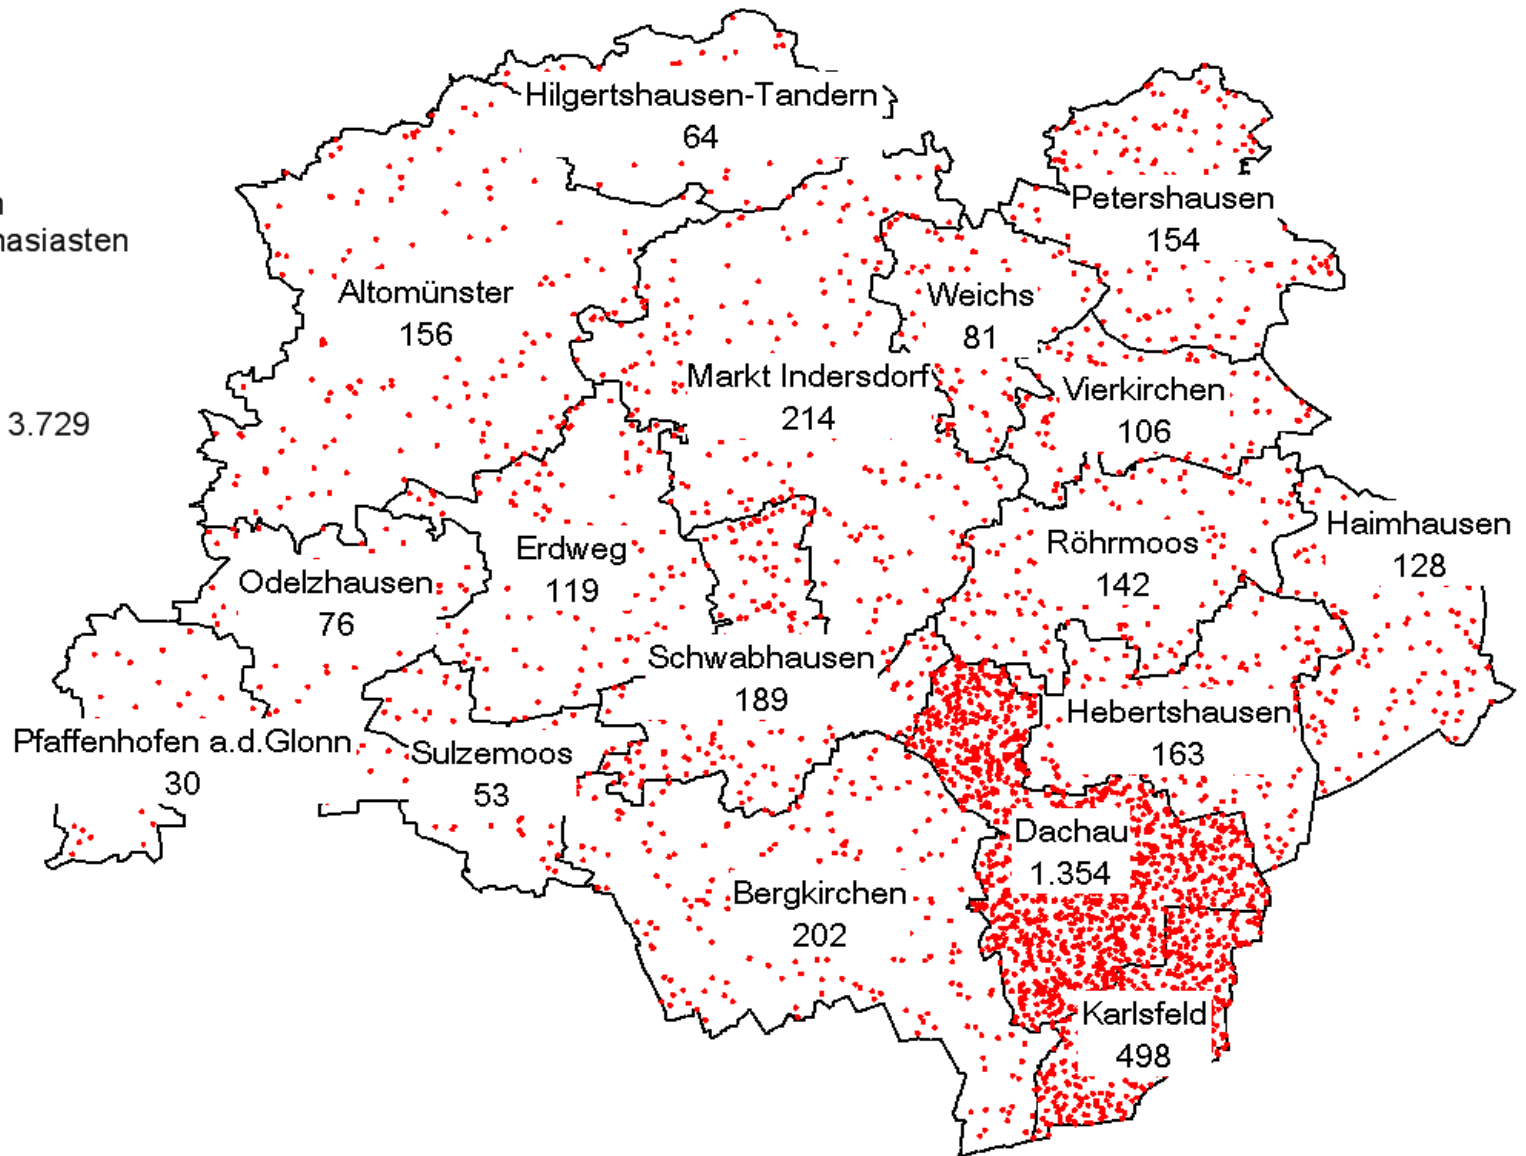 Hilgertshausen-Tandern
64
Petershausen
154
hasiasten
Altomünster
156
Weichs
81
Markt Indersdorf
214
Vierkirchen
106
3.729
Haimhausen
128
Röhrmoos
142
Erdweg
119
Odelzhausen
76
Schwabhausen
189
Hebertshausen
163
Pfaffenhofen a.d.Glonn
30
Sulzemoos
53
Dachau
1.354
Bergkirchen
202
Karlsfeld
498